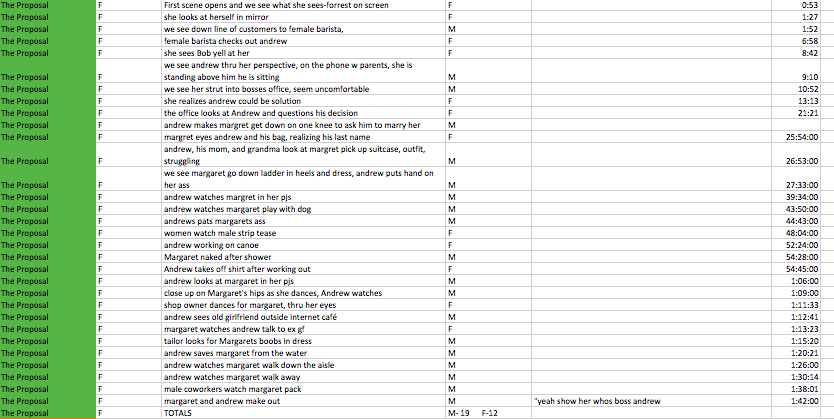 The Proposal F First scene opens and we see what she sees-forrest on screen F 0:53
The Proposal F she looks at herself in mirror F 1:27
The Proposal F we see down line of customers to female barista, M 1:52
The Proposal F female barista checks out andrew F 6:58
The Proposal F she sees Bob yell at her F 8:42
we see andrew thru her perspective, on the phone w parents, she is
The Proposal F standing above him he is sitting M 9:10
The Proposal F we see her strut into bosses office, seem uncomfortable M 10:52
The Proposal F she realizes andrew could be solution F 13:13
The Proposal F the office looks at Andrew and questions his decision F 21:21
The Proposal F andrew makes margret get down on one knee to ask him to marry her M
The Proposal F margret eyes andrew and his bag, realizing his last name F 25:54:00
andrew, his mom, and grandma look at margret pick up suitcase, outfit,
The Proposal F struggling M 26:53:00
we see margaret go down ladder in heels and dress, andrew puts hand on
The Proposal F her ass M 27:33:00
The Proposal F andrew watches margret in her pjs M 39:34:00
The Proposal F andrew watches margaret play with dog M 43:50:00
The Proposal F andrews pats margarets ass M 44:43:00
The Proposal F women watch male strip tease F 48:04:00
The Proposal F andrew working on canoe F 52:24:00
The Proposal F Margaret naked after shower M 54:28:00
The Proposal F Andrew takes off shirt after working out F 54:45:00
The Proposal F andrew looks at margaret in her pjs M 1:06:00
The Proposal F close up on Margaret's hips as she dances, Andrew watches M 1:09:00
The Proposal F shop owner dances for margaret, thru her eyes F 1:11:33
The Proposal F andrew sees old girlfriend outside internet café M 1:12:41
The Proposal F margaret watches andrew talk to ex gf F 1:13:23
The Proposal F tailor looks for Margarets boobs in dress M 1:15:20
The Proposal F andrew saves margaret from the water M 1:20:21
The Proposal F andrew watches margaret walk down the aisle M 1:26:00
The Proposal F andrew watches margaret walk away M 1:30:14
The Proposal F male coworkers watch margaret pack M 1:38:01
The Proposal F margaret and andrew make out M "yeah show her whos boss andrew 1:42:00
The Proposal F TOTALS M- 19 F-12